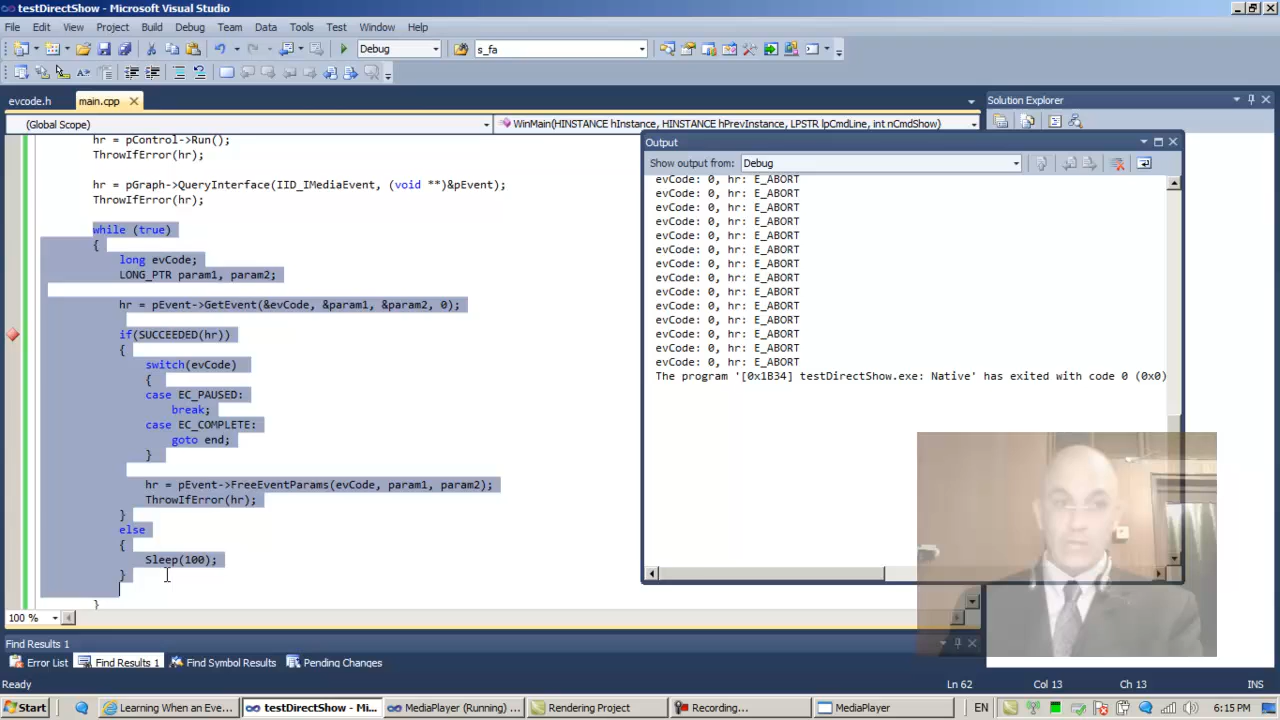 testDirectShow - Microsoft Visual Studio
File Edit View Project Build Debug Team Data Tools Test Window Help
Debug s_fa
evcode.h main.cpp
Solution Explorer
(Global Scope) WinMain(HINSTANCE hInstance, HINSTANCE hPrevInstance, LPSTR lpCmdLine, int nCmdShow)
hr = pControl->Run();
ThrowIfError(hr);
hr = pGraph->QueryInterface(IID_IMediaEvent, (void **)&pEvent);
ThrowIfError(hr);
while (true)
{
long evCode;
LONG_PTR param1, param2;
hr = pEvent->GetEvent(&evCode, &param1, &param2, 0);
if(SUCCEEDED(hr))
{
switch(evCode)
{
case EC_PAUSED:
break;
case EC_COMPLETE:
goto end;
}
hr = pEvent->FreeEventParams(evCode, param1, param2);
ThrowIfError(hr);
}
else
{
Sleep(100);
}
}
Output
Show output from: Debug
evCode: 0, hr: E_ABORT
evCode: 0, hr: E_ABORT
evCode: 0, hr: E_ABORT
evCode: 0, hr: E_ABORT
evCode: 0, hr: E_ABORT
evCode: 0, hr: E_ABORT
evCode: 0, hr: E_ABORT
evCode: 0, hr: E_ABORT
evCode: 0, hr: E_ABORT
evCode: 0, hr: E_ABORT
evCode: 0, hr: E_ABORT
evCode: 0, hr: E_ABORT
evCode: 0, hr: E_ABORT
evCode: 0, hr: E_ABORT
The program '[0x1B34] testDirectShow.exe: Native' has exited with code 0 (0x0)
100 %
Find Results 1
Error List Find Results 1 Find Symbol Results Pending Changes
Ready Ln 62 Col 13 Ch 13 INS
Start Learning When an Eve... testDirectShow - Mi... MediaPlayer (Running) ... Rendering Project Recording... MediaPlayer EN 6:15 PM